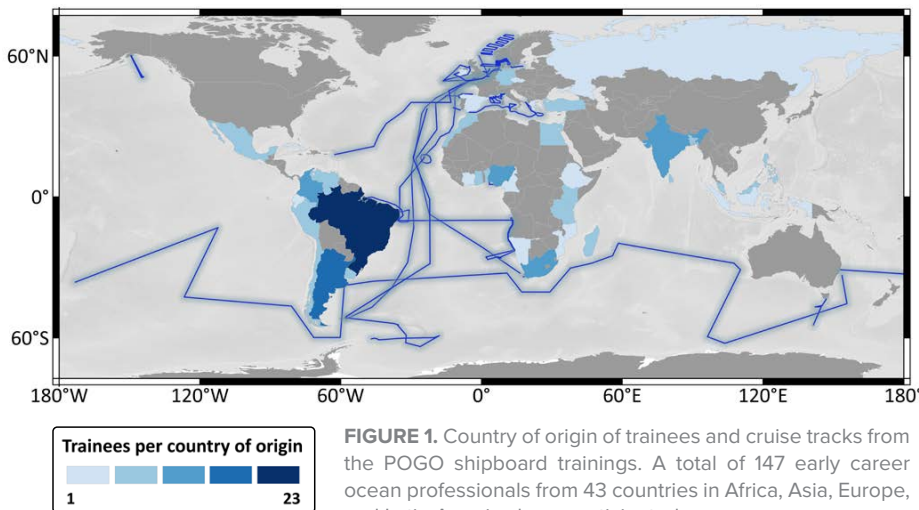 60°N
0°
60°S
180°W
120°W
60°W
0°
60°E
120°E
180°
Trainees per country of origin
1
23
FIGURE 1. Country of origin of trainees and cruise tracks from
the POGO shipboard trainings. A total of 147 early career
ocean professionals from 43 countries in Africa, Asia, Europe,